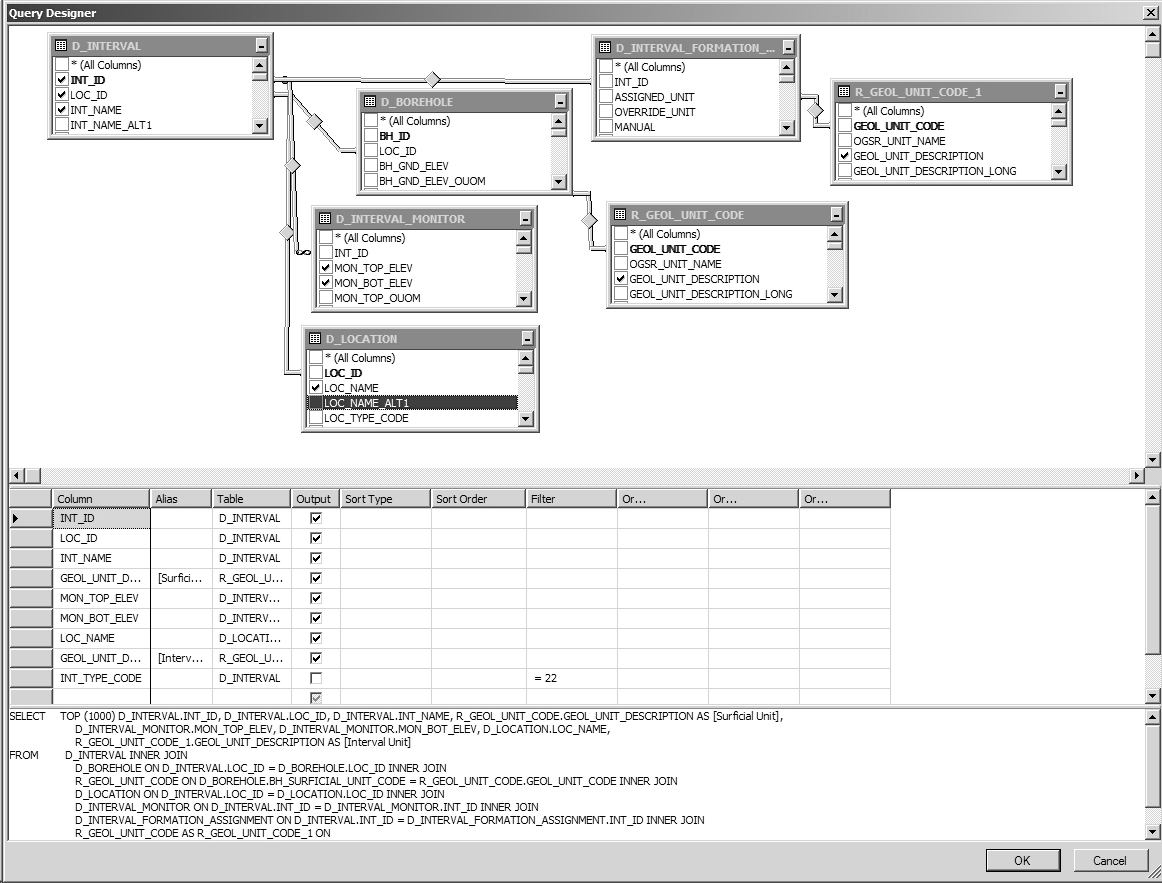 Query Designer
D_INTERVAL
* (All Columns)
INT_ID
LOC_ID
INT_NAME
INT_NAME_ALT1
D_BOREHOLE
* (All Columns)
BH_ID
LOC_ID
BH_GND_ELEV
BH_GND_ELEV_OUOM
D_INTERVAL_FORMATION_...
* (All Columns)
INT_ID
ASSIGNED_UNIT
OVERRIDE_UNIT
MANUAL
R_GEOL_UNIT_CODE_1
* (All Columns)
GEOL_UNIT_CODE
OGSR_UNIT_NAME
GEOL_UNIT_DESCRIPTION
GEOL_UNIT_DESCRIPTION_LONG
D_INTERVAL_MONITOR
* (All Columns)
INT_ID
MON_TOP_ELEV
MON_BOT_ELEV
MON_TOP_OUOM
R_GEOL_UNIT_CODE
* (All Columns)
GEOL_UNIT_CODE
OGSR_UNIT_NAME
GEOL_UNIT_DESCRIPTION
GEOL_UNIT_DESCRIPTION_LONG
D_LOCATION
* (All Columns)
LOC_ID
LOC_NAME
LOC_NAME_ALT1
LOC_TYPE_CODE
Column Alias Table Output Sort Type Sort Order Filter Or... Or... Or...
INT_ID D_INTERVAL
LOC_ID D_INTERVAL
INT_NAME D_INTERVAL
GEOL_UNIT_D... [Surfici... R_GEOL_U...
MON_TOP_ELEV D_INTERV...
MON_BOT_ELEV D_INTERV...
LOC_NAME D_LOCATI...
GEOL_UNIT_D... [Interv... R_GEOL_U...
INT_TYPE_CODE D_INTERVAL = 22
SELECT TOP (1000) D_INTERVAL.INT_ID, D_INTERVAL.LOC_ID, D_INTERVAL.INT_NAME, R_GEOL_UNIT_CODE.GEOL_UNIT_DESCRIPTION AS [Surficial Unit],
D_INTERVAL_MONITOR.MON_TOP_ELEV, D_INTERVAL_MONITOR.MON_BOT_ELEV, D_LOCATION.LOC_NAME,
R_GEOL_UNIT_CODE_1.GEOL_UNIT_DESCRIPTION AS [Interval Unit]
FROM D_INTERVAL INNER JOIN
D_BOREHOLE ON D_INTERVAL.LOC_ID = D_BOREHOLE.LOC_ID INNER JOIN
R_GEOL_UNIT_CODE ON D_BOREHOLE.BH_SURFICIAL_UNIT_CODE = R_GEOL_UNIT_CODE.GEOL_UNIT_CODE INNER JOIN
D_LOCATION ON D_INTERVAL.LOC_ID = D_LOCATION.LOC_ID INNER JOIN
D_INTERVAL_MONITOR ON D_INTERVAL.INT_ID = D_INTERVAL_MONITOR.INT_ID INNER JOIN
D_INTERVAL_FORMATION_ASSIGNMENT ON D_INTERVAL.INT_ID = D_INTERVAL_FORMATION_ASSIGNMENT.INT_ID INNER JOIN
R_GEOL_UNIT_CODE AS R_GEOL_UNIT_CODE_1 ON
OK Cancel